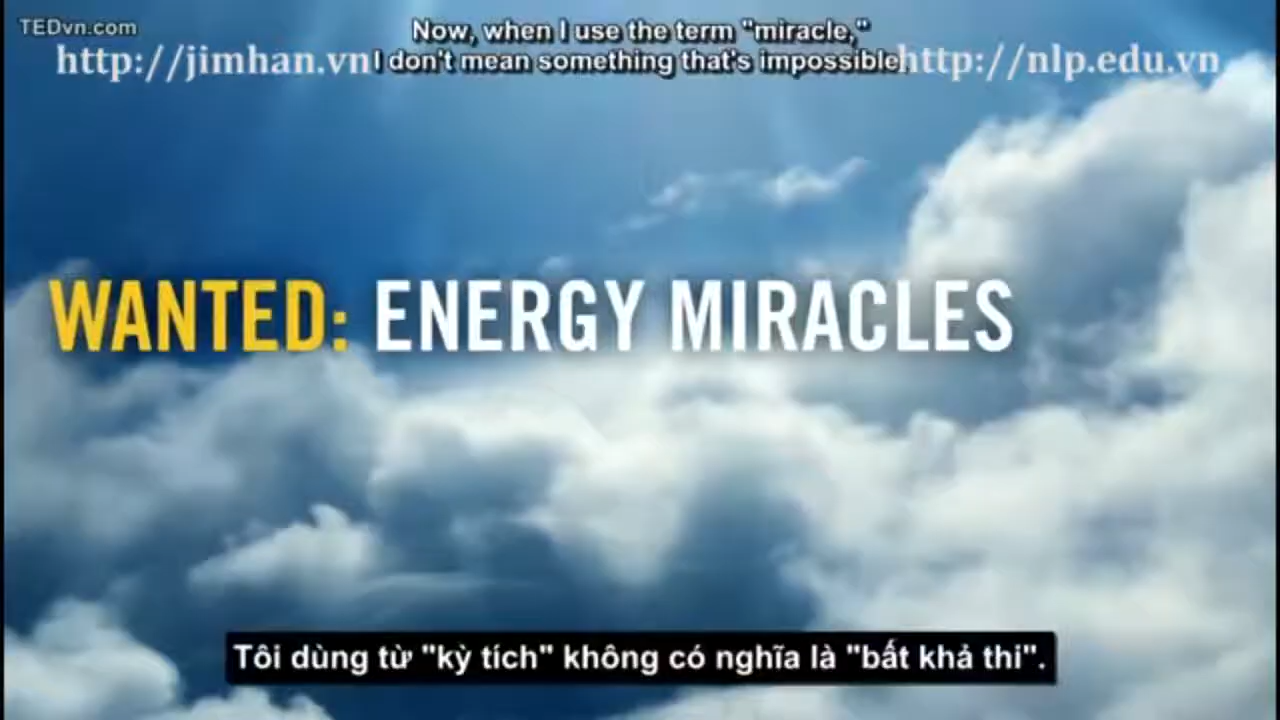 TEDvn.com
Now, when I use the term "miracle,"
http://jimhan.vn I don't mean something that's impossible. http://nlp.edu.vn
WANTED: ENERGY MIRACLES
Tôi dùng từ "kỳ tích" không có nghĩa là "bất khả thi".